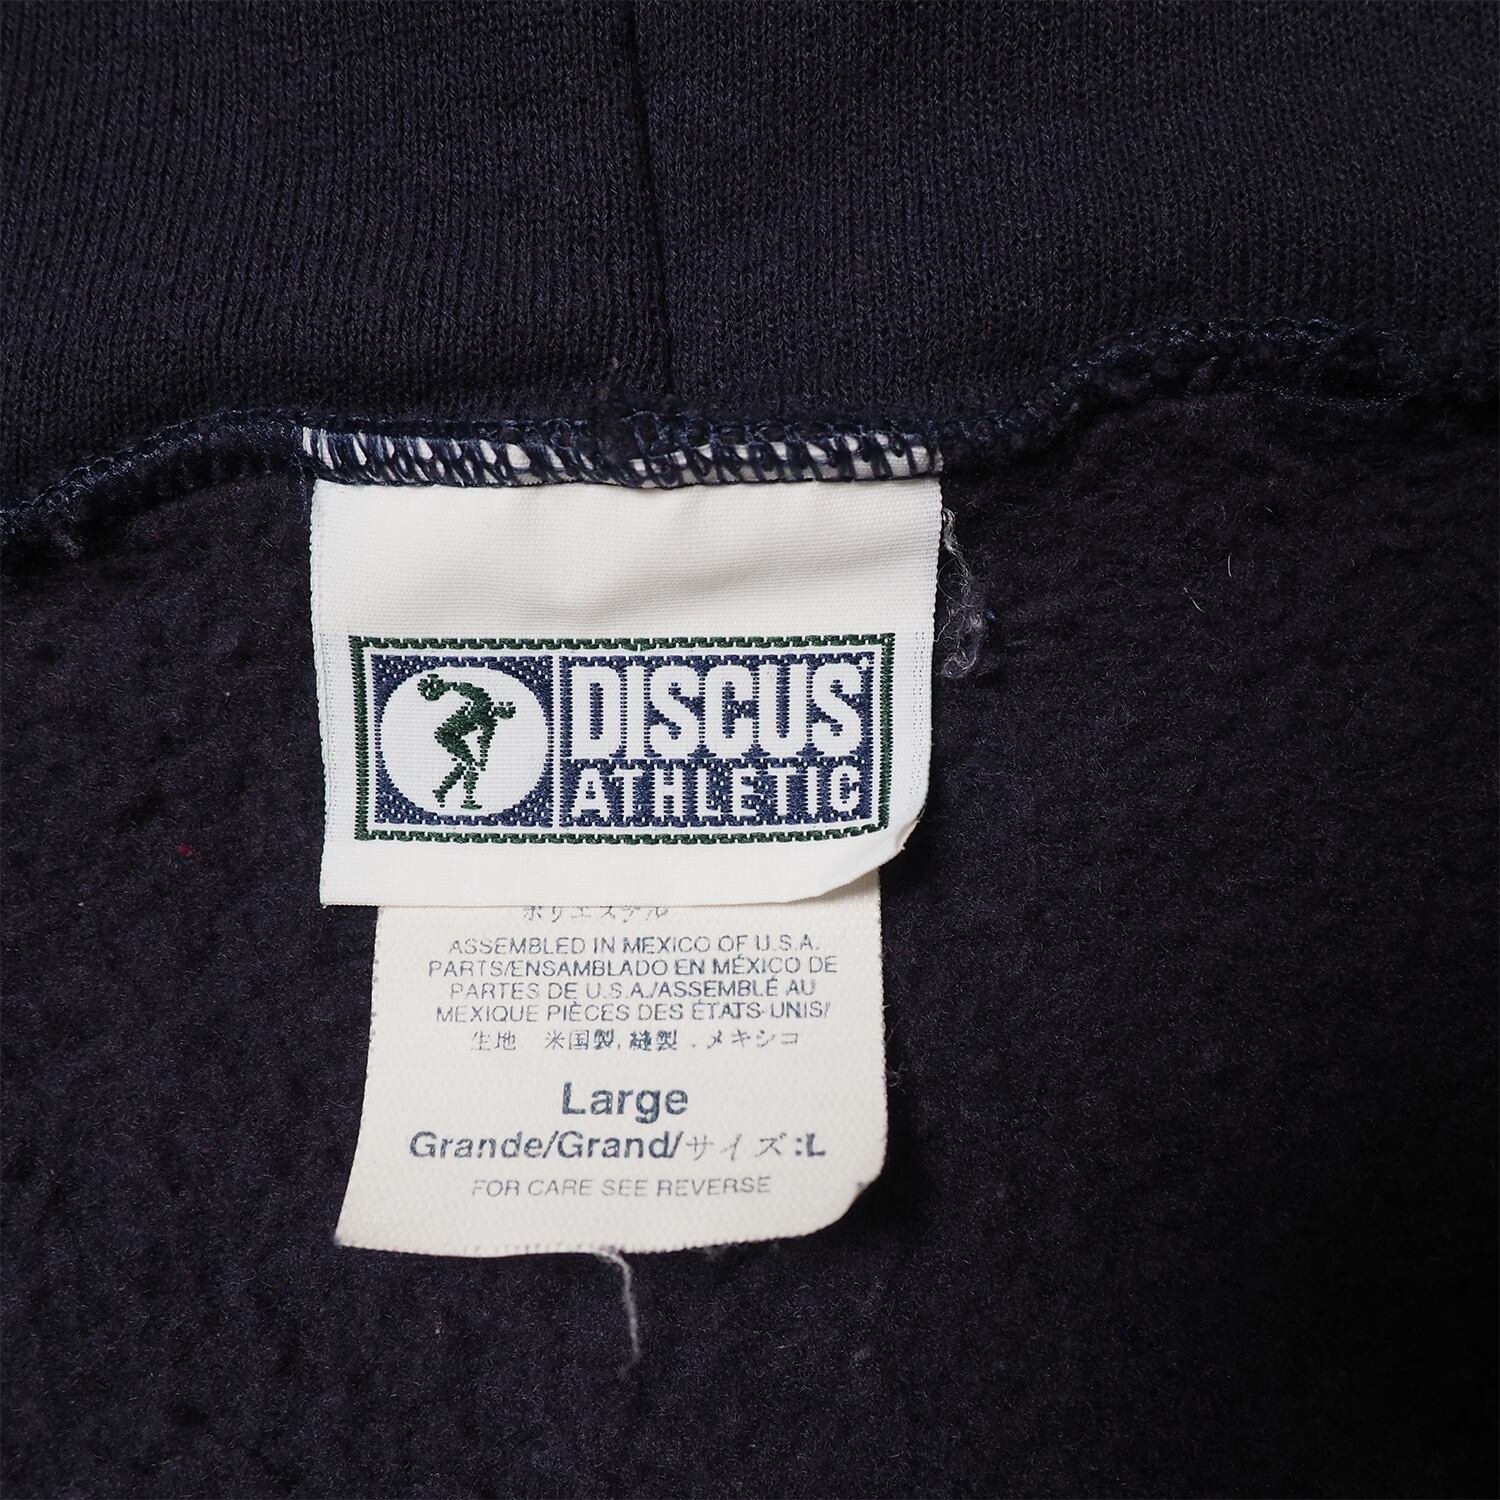 DISCUS
ATHLETIC
ポリエステル
ASSEMBLED IN MEXICO OF U.S.A.
PARTS/ENSAMBLADO EN MÉXICO DE
PARTES DE U.S.A./ASSEMBLÉ AU
MEXIQUE PIÈCES DES ÉTATS-UNIS/
生地 米国製, 縫製 . メキシコ
Large
Grande/Grand/サイズ:L
FOR CARE SEE REVERSE